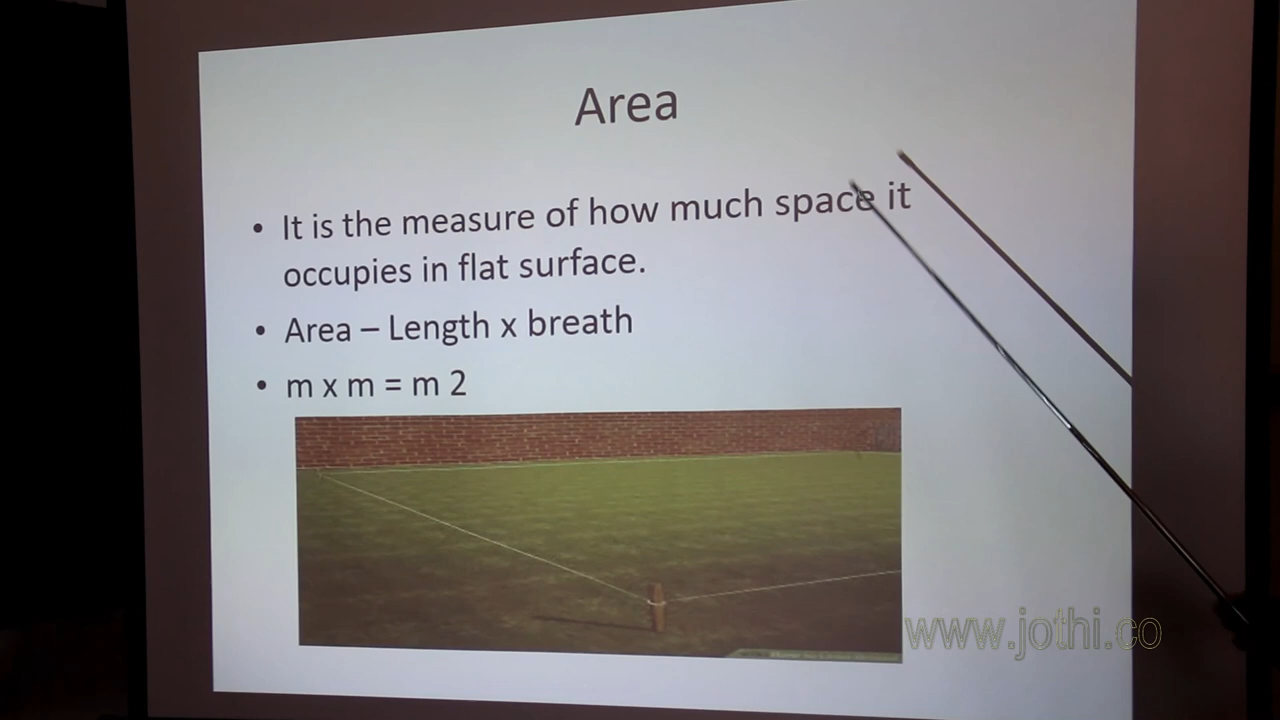 Area
• It is the measure of how much space it
occupies in flat surface.
• Area – Length x breath
• m x m = m 2
www.jothi.co